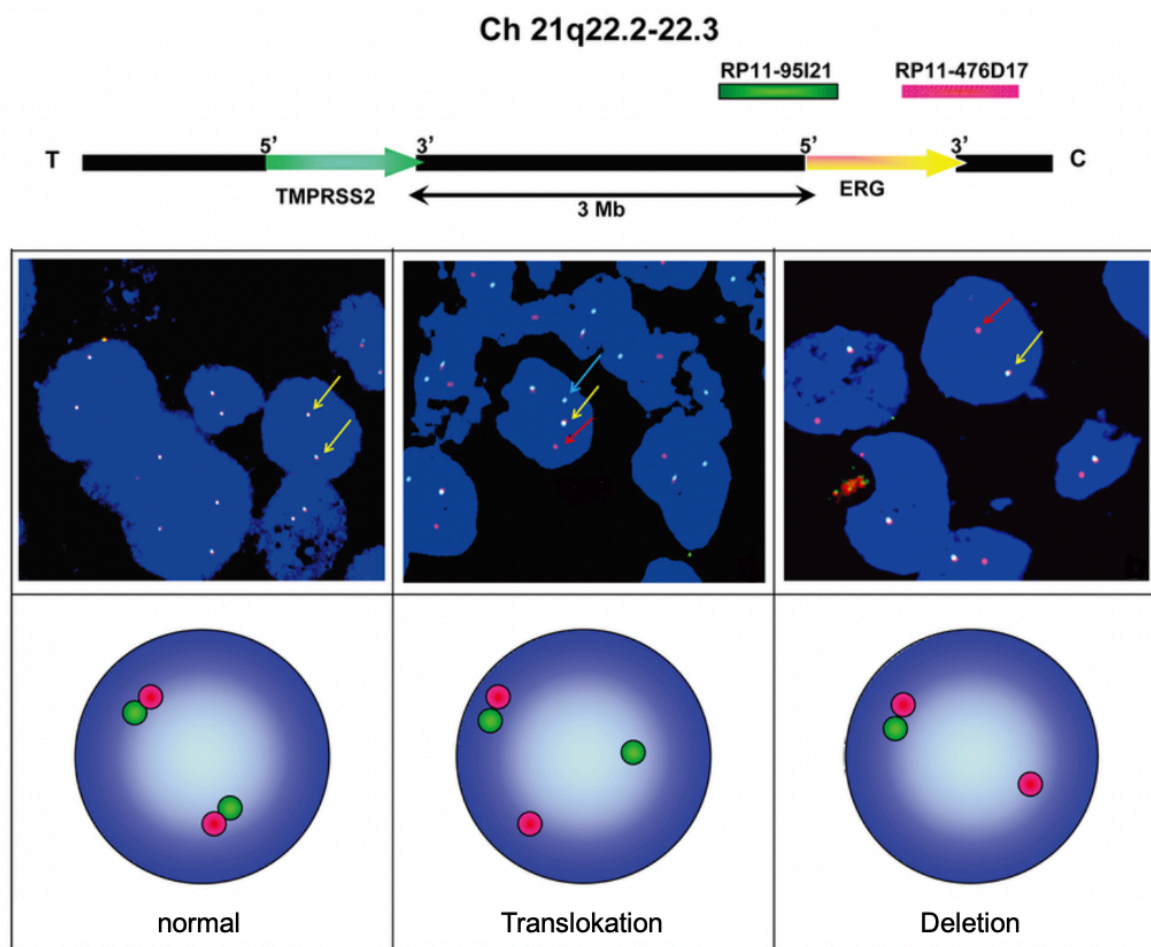 Ch 21q22.2-22.3
RP11-95I21 RP11-476D17
T 5’ 3’ 5’ 3’ C
TMPRSS2 ERG
3 Mb
normal Translokation Deletion